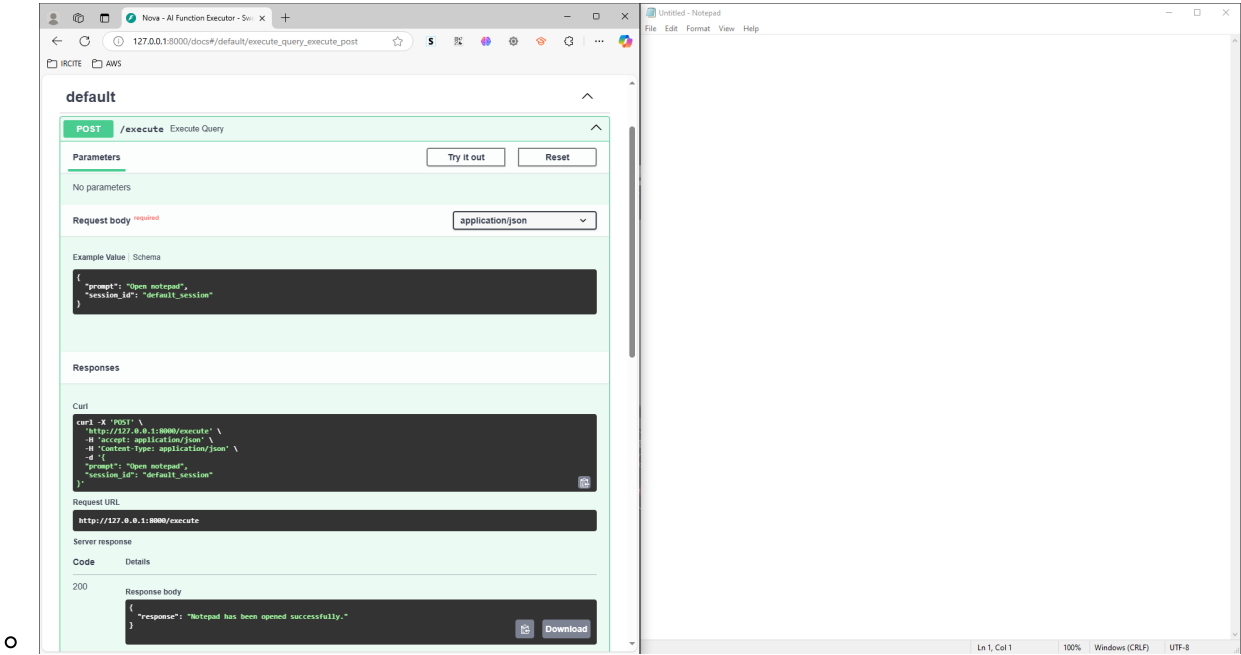 Nova - AI Function Executor - Swa
127.0.0.1:8000/docs#/default/execute_query_execute_post
IRCITE AWS
default
POST /execute Execute Query
Parameters
Try it out Reset
No parameters
Request body required
application/json
Example Value | Schema
{
"prompt": "Open notepad",
"session_id": "default_session"
}
Responses
Curl
curl -X 'POST' \
'http://127.0.0.1:8000/execute' \
-H 'accept: application/json' \
-H 'Content-Type: application/json' \
-d '{
"prompt": "Open notepad",
"session_id": "default_session"
}'
Request URL
http://127.0.0.1:8000/execute
Server response
Code Details
200
Response body
{
"response": "Notepad has been opened successfully."
}
Download
Untitled - Notepad
File Edit Format View Help
Ln 1, Col 1 100% Windows (CRLF) UTF-8